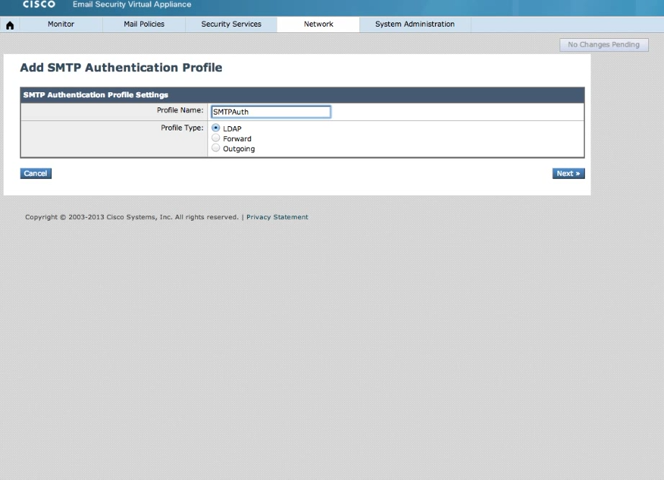 CISCO Email Security Virtual Appliance
Monitor Mail Policies Security Services Network System Administration
No Changes Pending
Add SMTP Authentication Profile
SMTP Authentication Profile Settings
Profile Name: SMTPAuth
Profile Type: LDAP
Forward
Outgoing
Cancel Next »
Copyright © 2003-2013 Cisco Systems, Inc. All rights reserved. | Privacy Statement